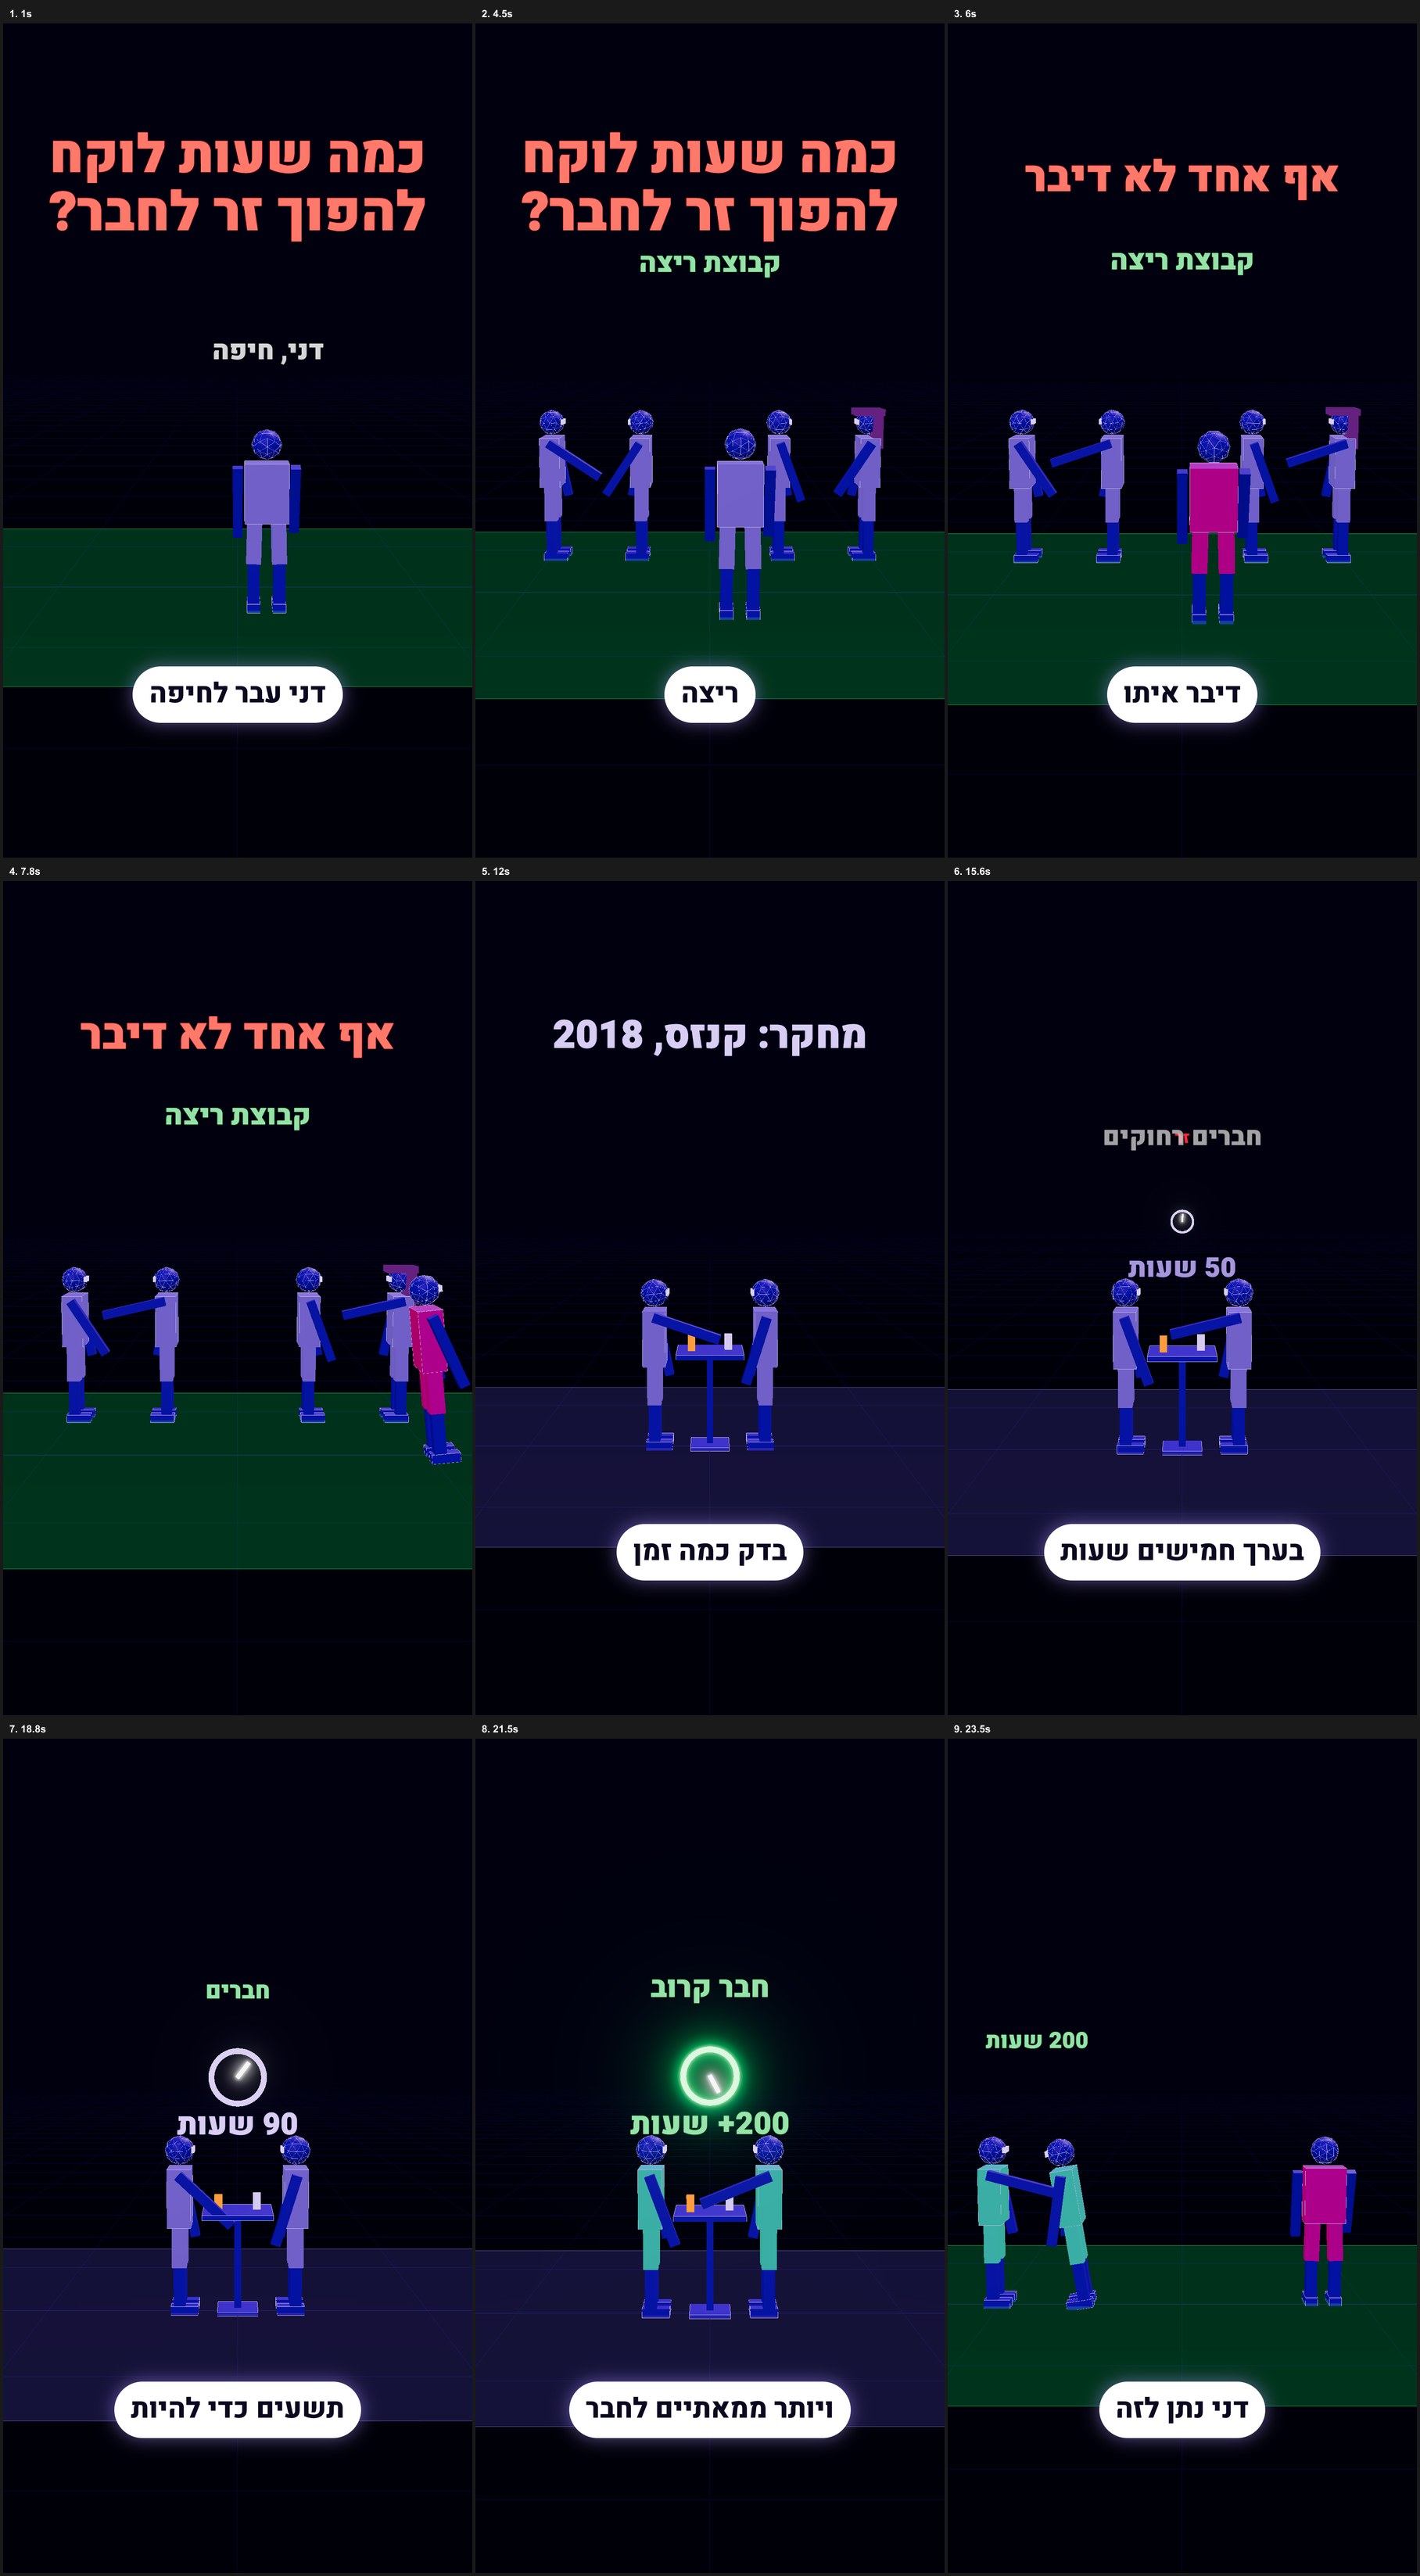 1. 1s
כמה שעות לוקח
להפוך זר לחבר?
דני, חיפה
דני עבר לחיפה
2. 4.5s
כמה שעות לוקח
להפוך זר לחבר?
קבוצת ריצה
ריצה
3. 6s
אף אחד לא דיבר
קבוצת ריצה
דיבר איתו
4. 7.8s
אף אחד לא דיבר
קבוצת ריצה
5. 12s
מחקר: קנזס, 2018
בדק כמה זמן
6. 15.6s
חברים רחוקים
זר
50 שעות
בערך חמישים שעות
7. 18.8s
חברים
90 שעות
תשעים כדי להיות
8. 21.5s
חבר קרוב
200+ שעות
ויותר ממאתיים לחבר
9. 23.5s
200 שעות
דני נתן לזה